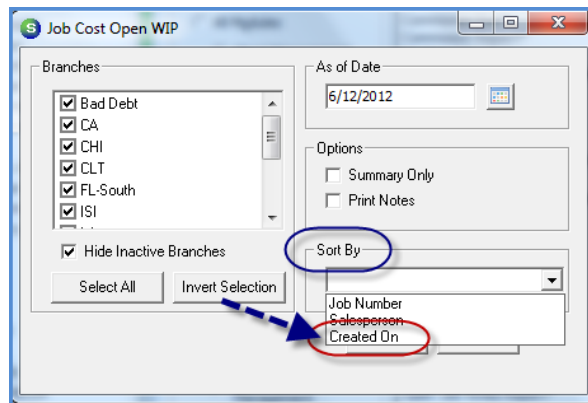 Job Cost Open WIP
Branches
Bad Debt
CA
CHI
CLT
FL-South
ISI
Hide Inactive Branches
Select All
Invert Selection
As of Date
6/12/2012
Options
Summary Only
Print Notes
Sort By
Job Number
Salesperson
Created On